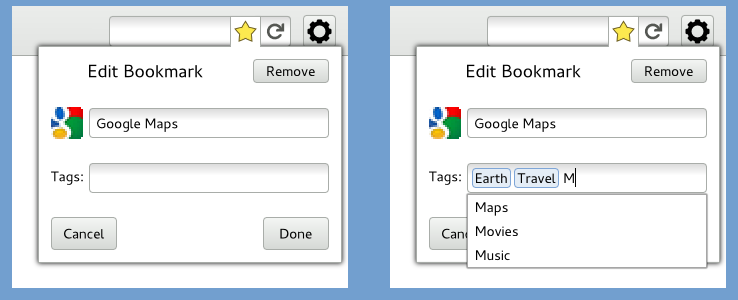 Edit Bookmark
Remove
Google Maps
Tags:
Cancel
Done
Edit Bookmark
Remove
Google Maps
Tags: Earth Travel M
Maps
Movies
Music